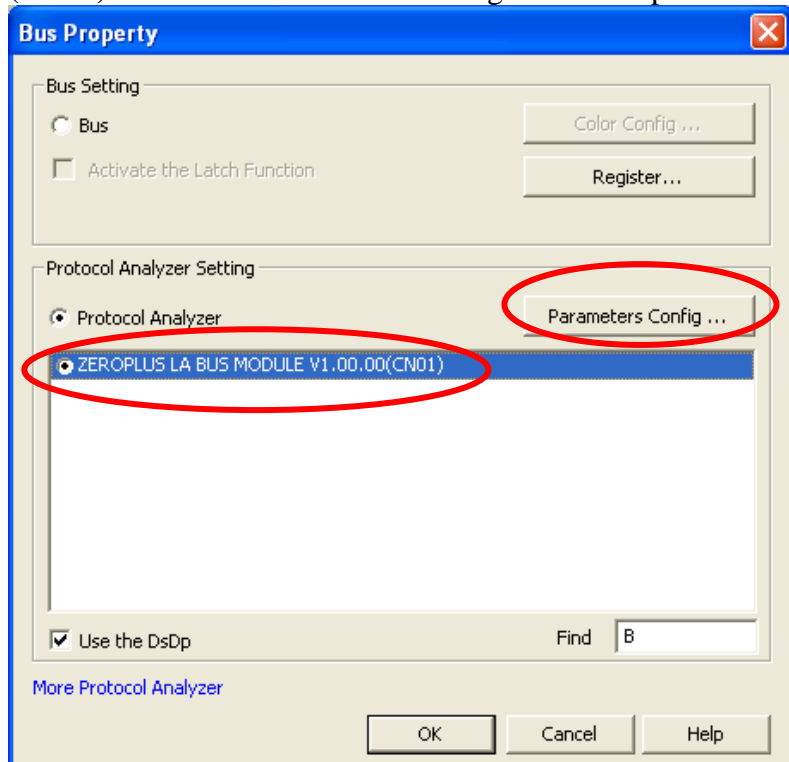 Bus Property
Bus Setting
Bus
Color Config ...
Activate the Latch Function
Register...
Protocol Analyzer Setting
Protocol Analyzer
Parameters Config ...
ZEROPLUS LA BUS MODULE V1.00.00(CN01)
Use the DsDp
Find B
More Protocol Analyzer
OK Cancel Help